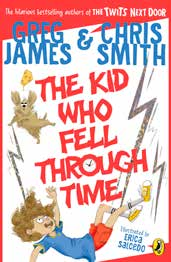 The hilarious bestselling authors of THE TWITS NEXT DOOR
GREG & CHRIS
JAMES SMITH
THE KID
WHO
FELL
THROUGH
TIME
Illustrated by
ERICA
SALCEDO